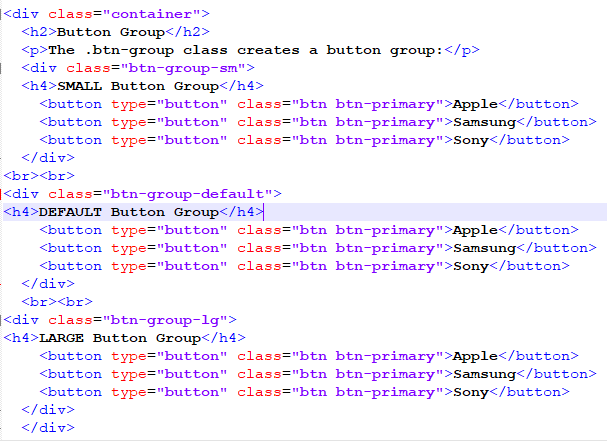 <div class="container">
<h2>Button Group</h2>
<p>The .btn-group class creates a button group:</p>
<div class="btn-group-sm">
<h4>SMALL Button Group</h4>
<button type="button" class="btn btn-primary">Apple</button>
<button type="button" class="btn btn-primary">Samsung</button>
<button type="button" class="btn btn-primary">Sony</button>
</div>
<br><br>
<div class="btn-group-default">
<h4>DEFAULT Button Group</h4>
<button type="button" class="btn btn-primary">Apple</button>
<button type="button" class="btn btn-primary">Samsung</button>
<button type="button" class="btn btn-primary">Sony</button>
</div>
<br><br>
<div class="btn-group-lg">
<h4>LARGE Button Group</h4>
<button type="button" class="btn btn-primary">Apple</button>
<button type="button" class="btn btn-primary">Samsung</button>
<button type="button" class="btn btn-primary">Sony</button>
</div>
</div>